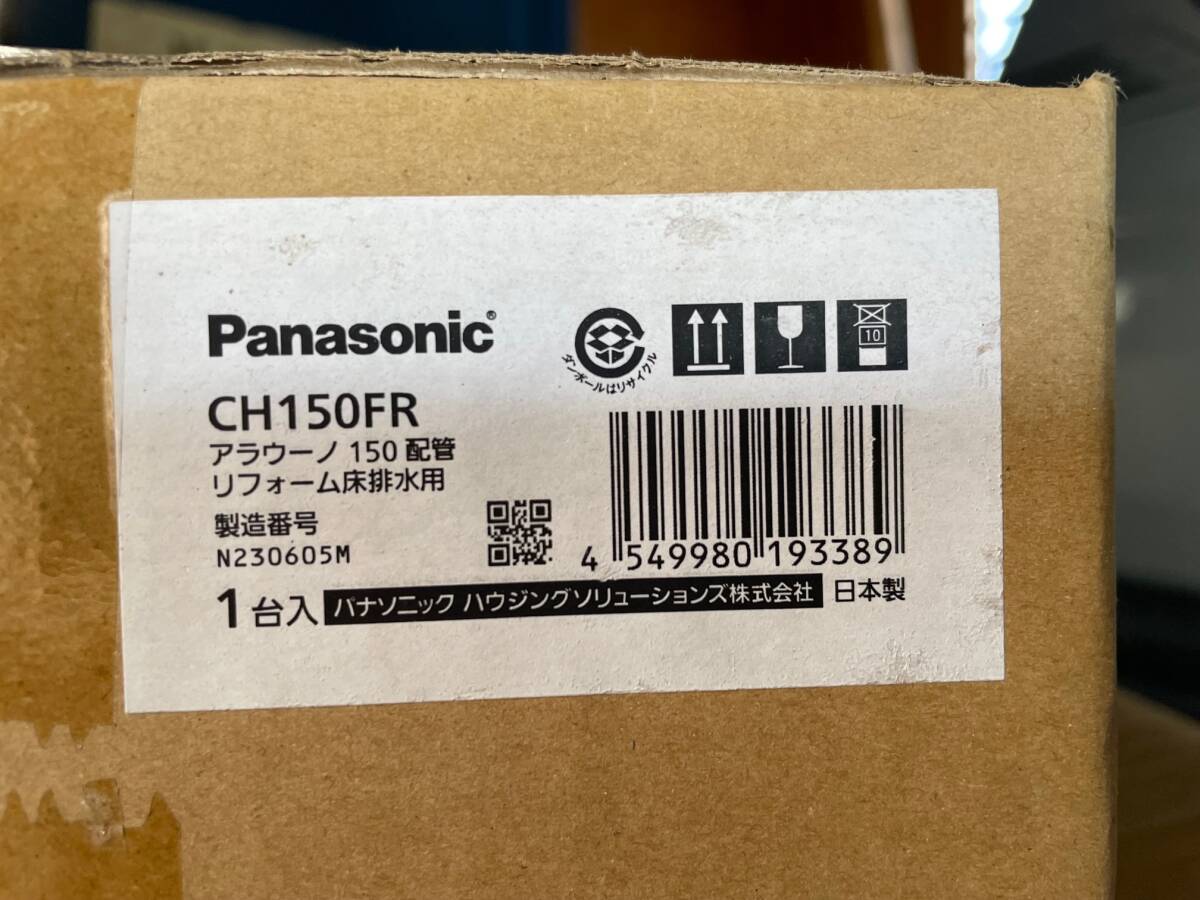 Panasonic®
ダンボールはリサイクル
10
CH150FR
アラウーノ 150 配管
リフォーム床排水用
製造番号
N230605M
4 549980 193389
1台入 パナソニック ハウジングソリューションズ株式会社 日本製